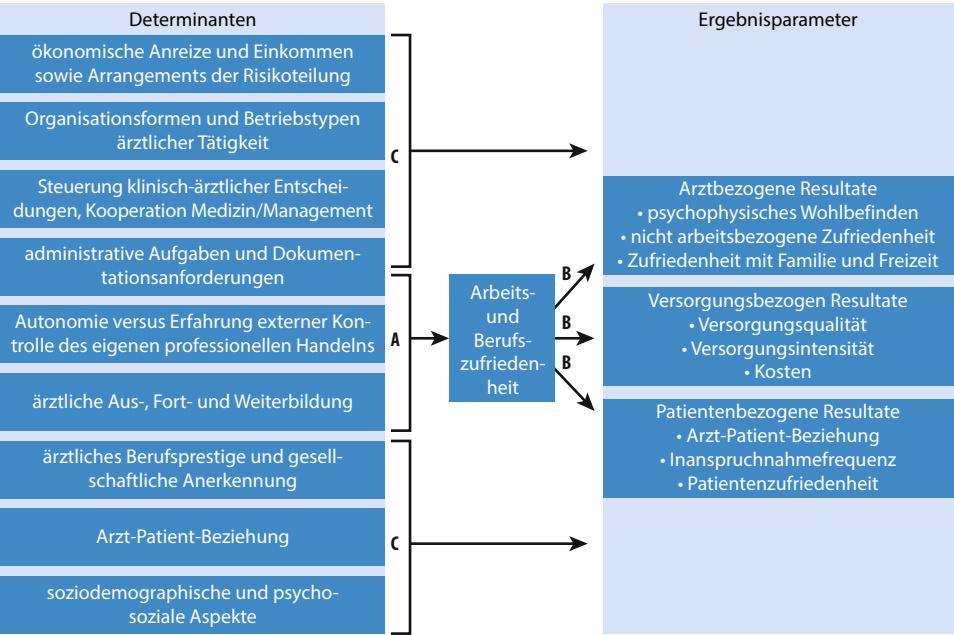 Determinanten
ökonomische Anreize und Einkommen
sowie Arrangements der Risikoteilung
Organisationsformen und Betriebstypen
ärztlicher Tätigkeit
Steuerung klinisch-ärztlicher Entschei-
dungen, Kooperation Medizin/Management
administrative Aufgaben und Dokumen-
tationsanforderungen
Autonomie versus Erfahrung externer Kon-
trolle des eigenen professionellen Handelns
ärztliche Aus-, Fort- und Weiterbildung
ärztliches Berufsprestige und gesell-
schaftliche Anerkennung
Arzt-Patient-Beziehung
soziodemographische und psycho-
soziale Aspekte
C
A
C
Arbeits-
und
Berufs-
zufrieden-
heit
B
B
B
Ergebnisparameter
Arztbezogene Resultate
• psychophysisches Wohlbefinden
• nicht arbeitsbezogene Zufriedenheit
• Zufriedenheit mit Familie und Freizeit
Versorgungsbezogen Resultate
• Versorgungsqualität
• Versorgungsintensität
• Kosten
Patientenbezogene Resultate
• Arzt-Patient-Beziehung
• Inanspruchnahmefrequenz
• Patientenzufriedenheit